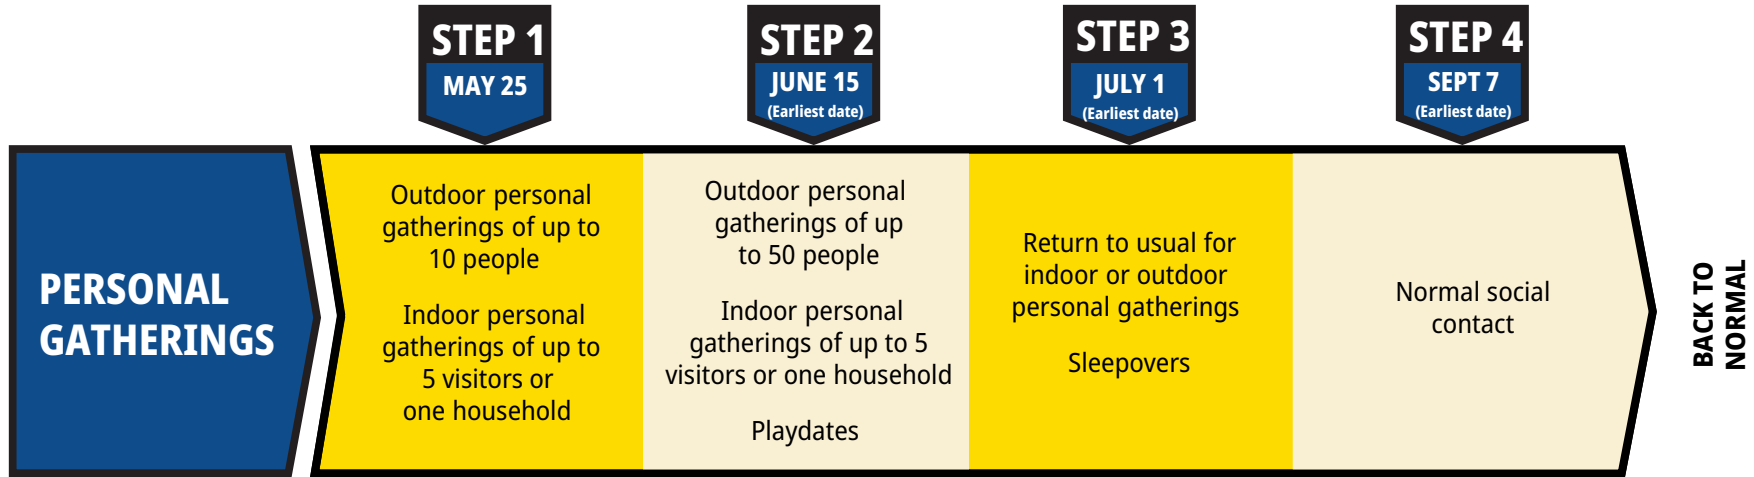 STEP 1
MAY 25
STEP 2
JUNE 15
(Earliest date)
STEP 3
JULY 1
(Earliest date)
STEP 4
SEPT 7
(Earliest date)
PERSONAL
GATHERINGS
Outdoor personal
gatherings of up to
10 people
Indoor personal
gatherings of up to
5 visitors or
one household
Outdoor personal
gatherings of up
to 50 people
Indoor personal
gatherings of up to 5
visitors or one household
Playdates
Return to usual for
indoor or outdoor
personal gatherings
Sleepovers
Normal social
contact
BACK TO
NORMAL